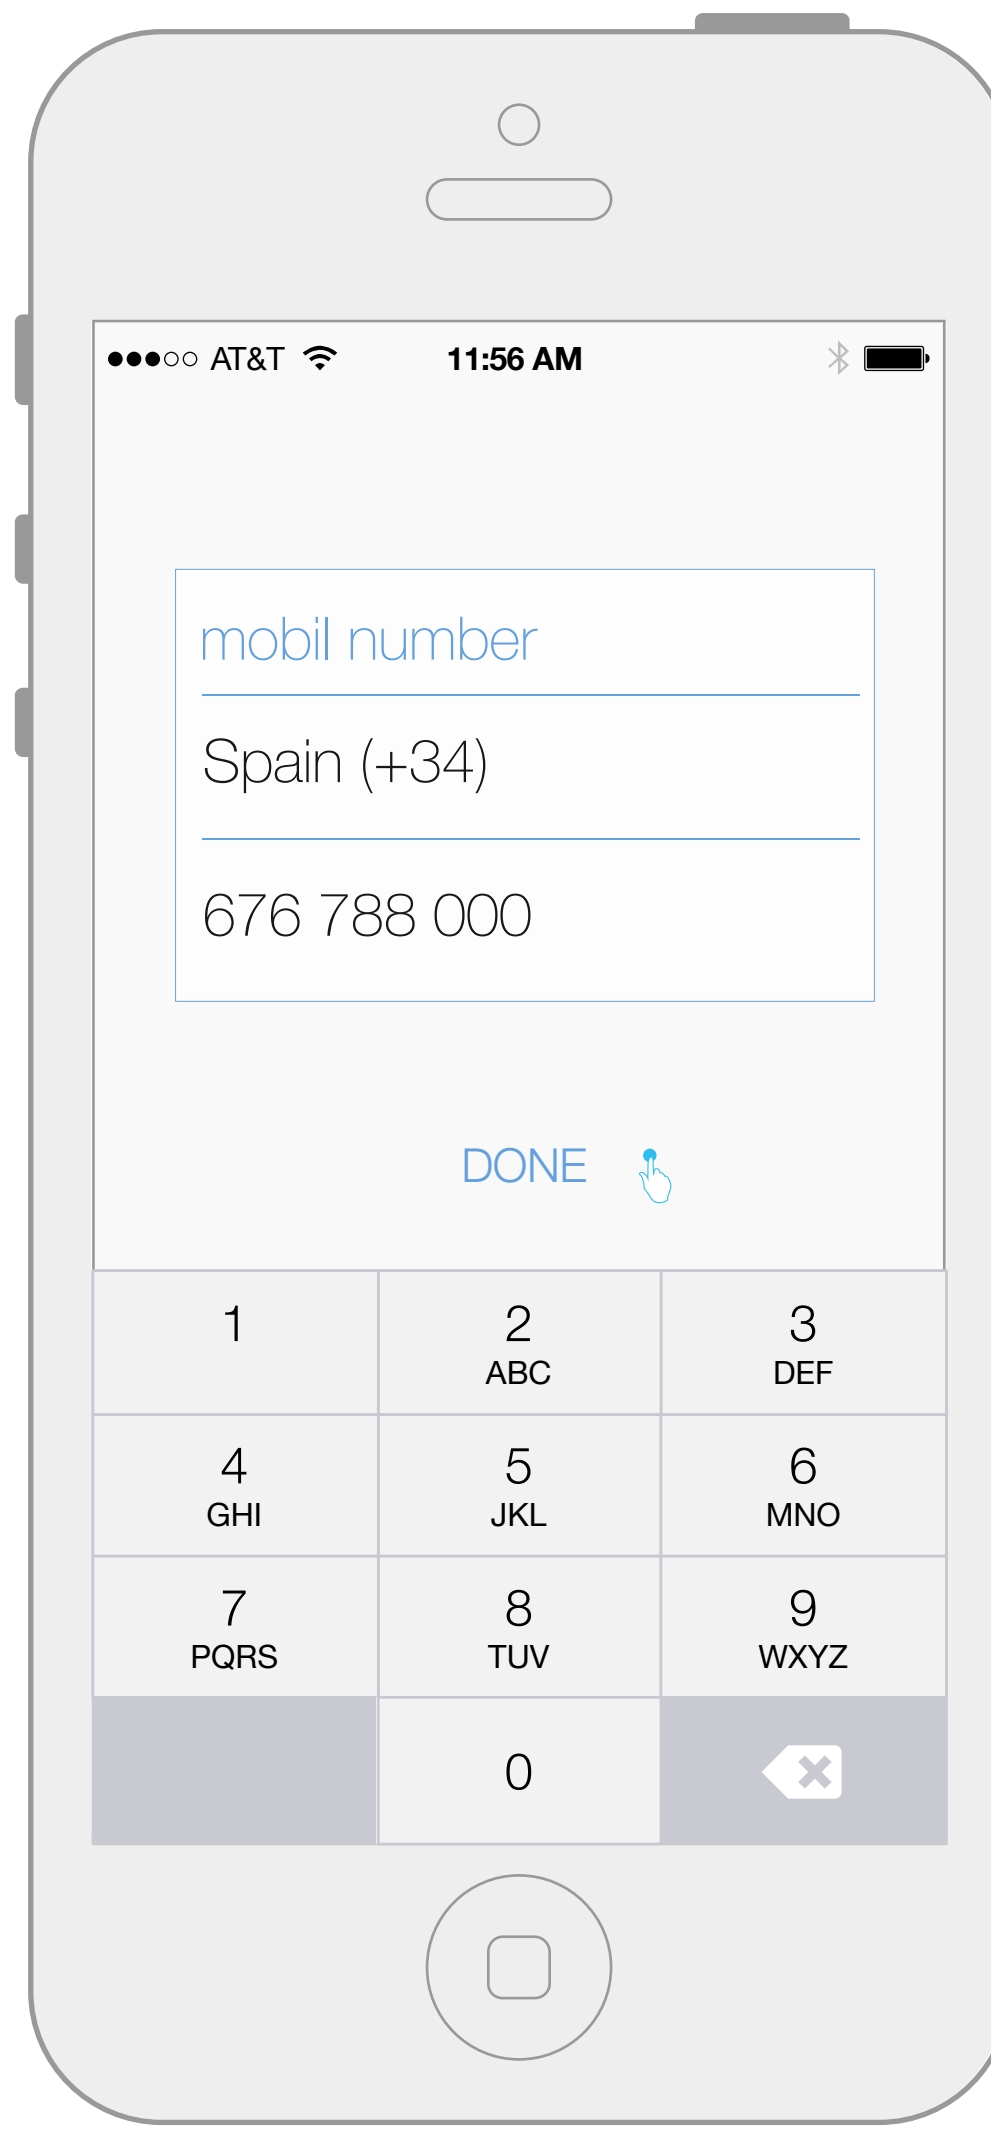 AT&T 11:56 AM
mobil number
Spain (+34)
676 788 000
DONE
1 2 3
ABC DEF
4 5 6
GHI JKL MNO
7 8 9
PQRS TUV WXYZ
0